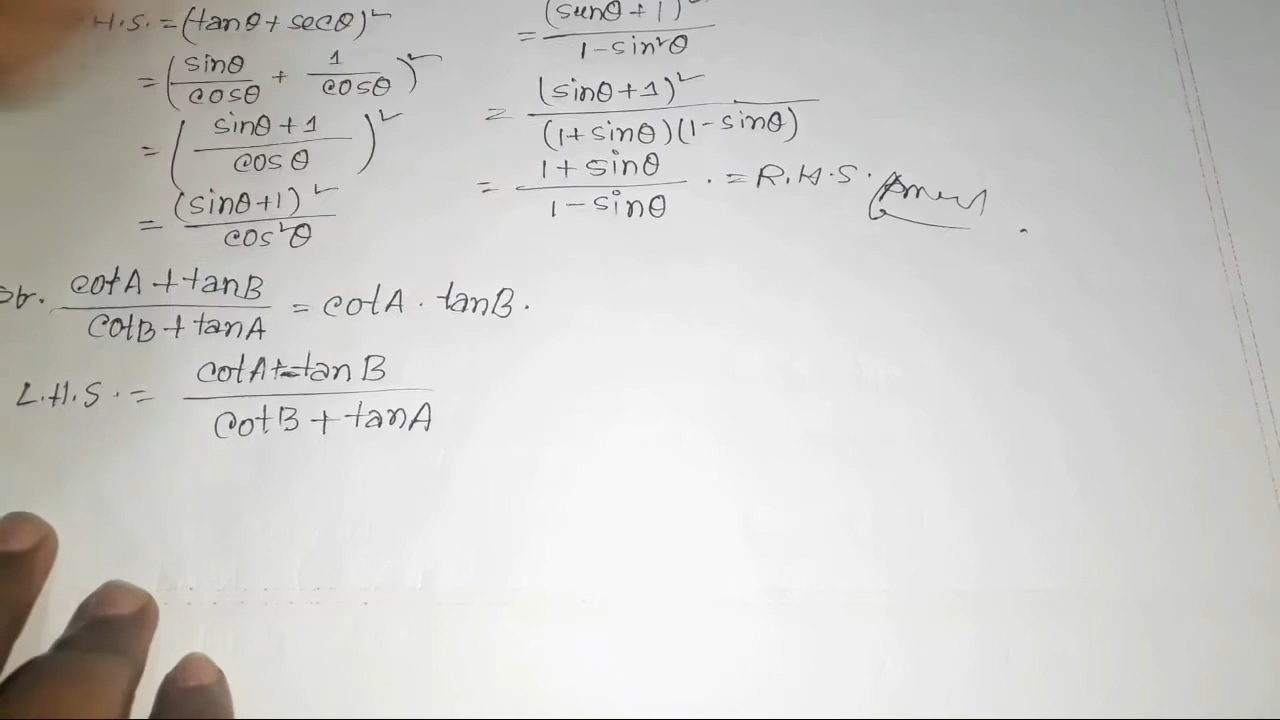 H.S. = (tanθ + secθ)²
= (sinθ/cosθ + 1/cosθ)²
= (sinθ + 1/cosθ)²
= (sinθ+1)²/cos²θ
= (sinθ + 1)²/1 - sin²θ
= (sinθ+1)²/(1+sinθ)(1-sinθ)
= 1 + sinθ/1 - sinθ . = R.H.S.
cotA + tanB/cotB + tanA = cotA . tanB.
L.H.S. = cotA + tanB/cotB + tanA